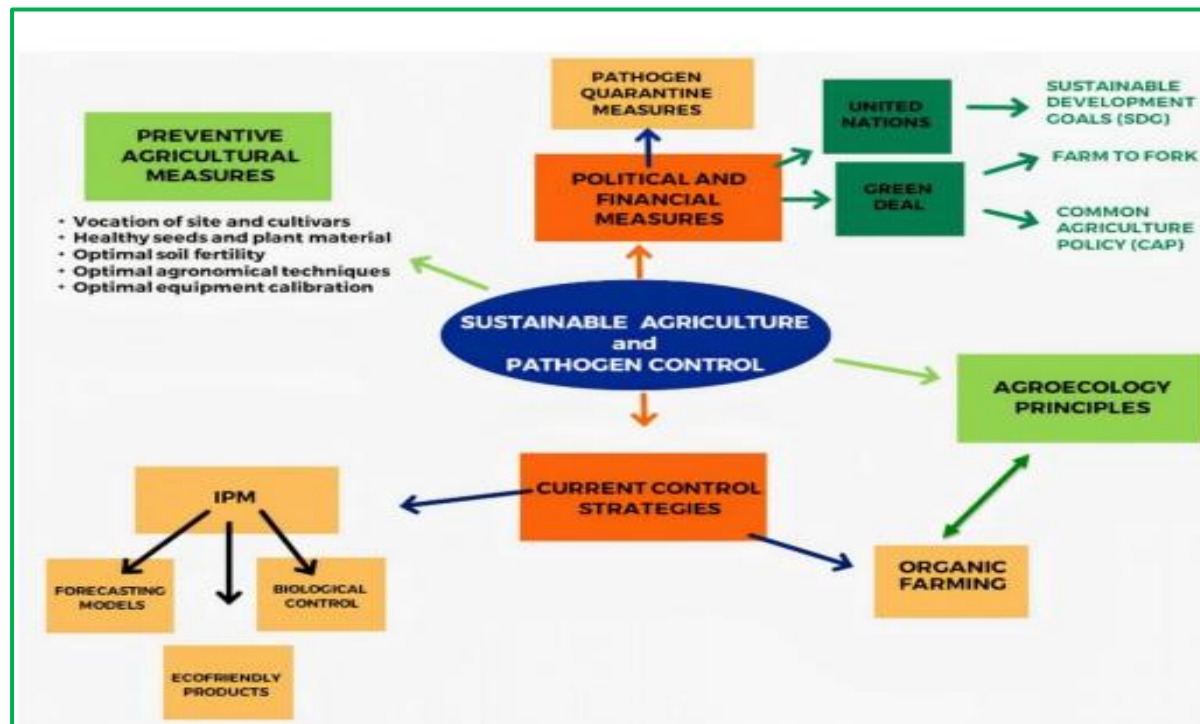 PATHOGEN
QUARANTINE
MEASURES
UNITED
NATIONS
SUSTAINABLE
DEVELOPMENT
GOALS (SDG)
PREVENTIVE
AGRICULTURAL
MEASURES
POLITICAL AND
FINANCIAL
MEASURES
GREEN
DEAL
FARM TO FORK
COMMON
AGRICULTURE
POLICY (CAP)
• Vocation of site and cultivars
• Healthy seeds and plant material
• Optimal soil fertility
• Optimal agronomical techniques
• Optimal equipment calibration
SUSTAINABLE AGRICULTURE
and
PATHOGEN CONTROL
AGROECOLOGY
PRINCIPLES
CURRENT CONTROL
STRATEGIES
IPM
FORECASTING
MODELS
BIOLOGICAL
CONTROL
ECOFRIENDLY
PRODUCTS
ORGANIC
FARMING